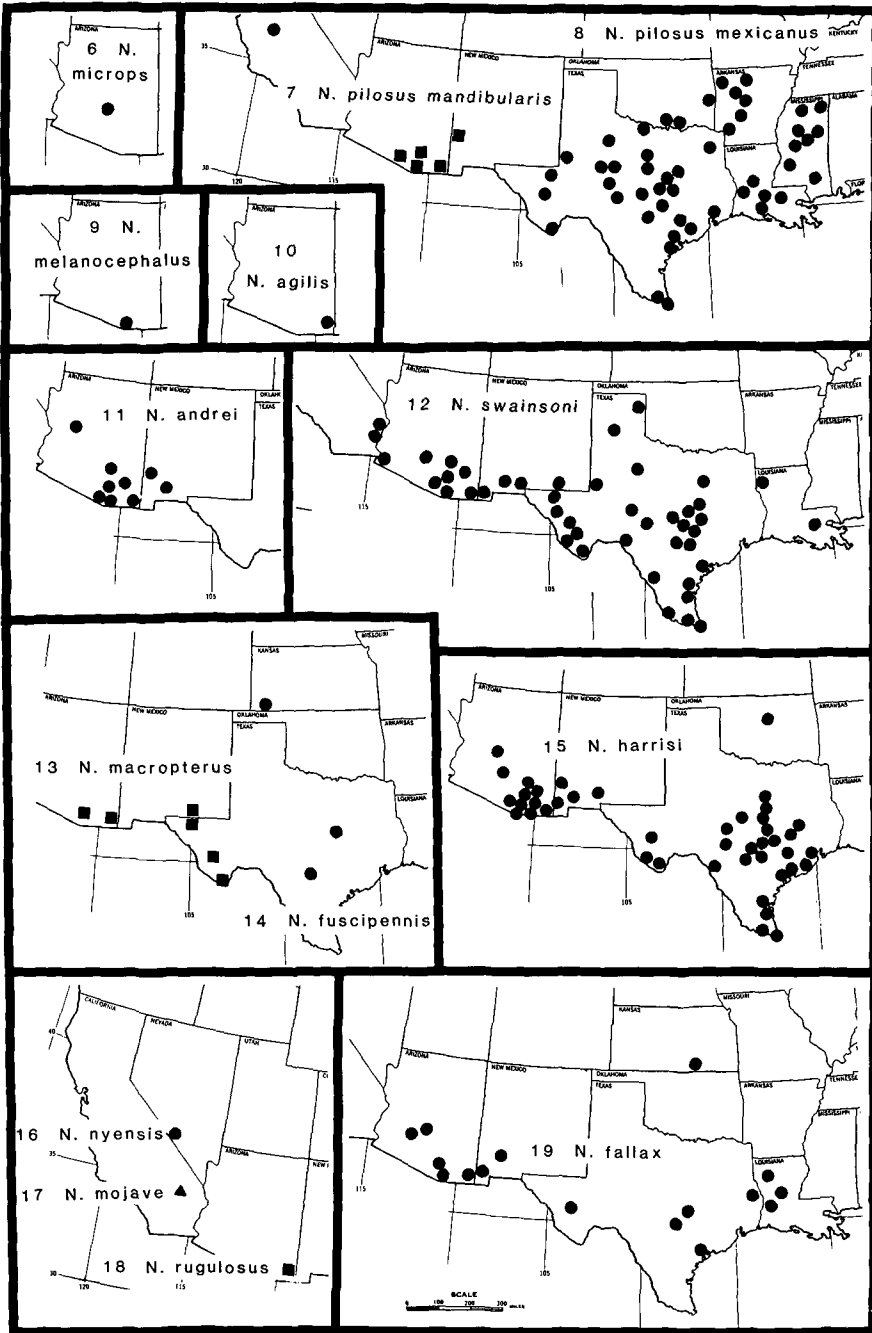 ARIZONA
6 N.
microps
ARIZONA
NEW MEXICO
OKLAHOMA
TEXAS
ARKANSAS
LOUISIANA
MISSISSIPPI
ALABAMA
KENTUCKY
TENNESSEE
35
30
120
115
105
8 N. pilosus mexicanus
7 N. pilosus mandibularis
ARIZONA
9 N.
melanocephalus
ARIZONA
10
N. agilis
ARIZONA
NEW MEXICO
TEXAS
11 N. andrei
105
ARIZONA
NEW MEXICO
OKLAHOMA
TEXAS
ARKANSAS
LOUISIANA
MISSISSIPPI
12 N. swainsoni
115
105
MISSOURI
KANSAS
NEW MEXICO
OKLAHOMA
TEXAS
ARKANSAS
LOUISIANA
13 N. macropterus
105
14 N. fuscipennis
ARIZONA
NEW MEXICO
OKLAHOMA
TEXAS
ARKANSAS
LOUISIANA
15 N. harrisi
105
CALIFORNIA
NEVADA
UTAH
ARIZONA
40
16 N. nyensis
35
17 N. mojave
18 N. rugulosus
30
120
115
MISSOURI
KANSAS
ARIZONA
NEW MEXICO
OKLAHOMA
TEXAS
ARKANSAS
MISSISSIPPI
LOUISIANA
19 N. fallax
115
105
SCALE
0 100 200 300 MILES